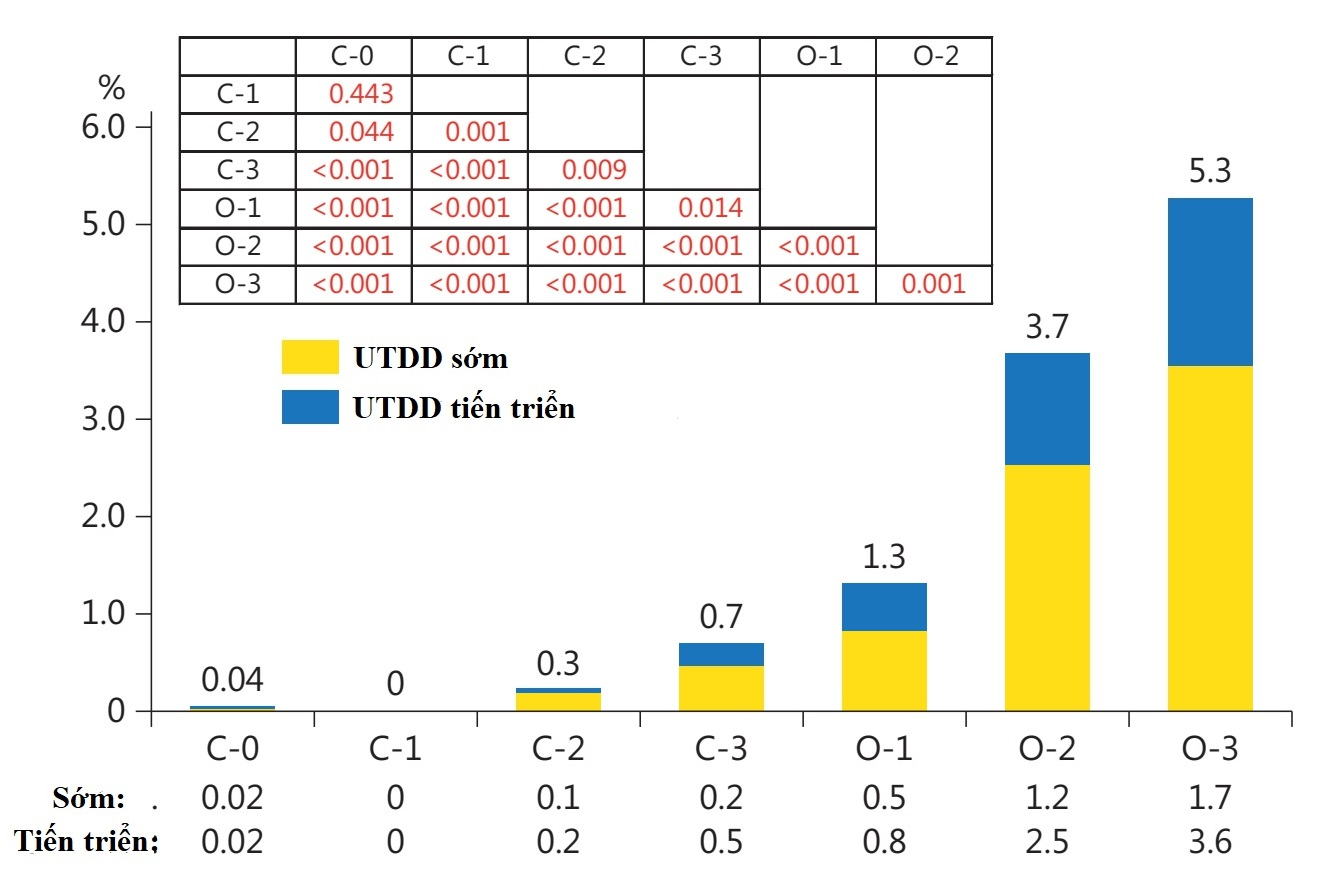 C-0 C-1 C-2 C-3 O-1 O-2
C-1 0.443
C-2 0.044 0.001
C-3 <0.001 <0.001 0.009
O-1 <0.001 <0.001 <0.001 0.014
O-2 <0.001 <0.001 <0.001 <0.001 <0.001
O-3 <0.001 <0.001 <0.001 <0.001 <0.001 0.001
%
6.0
5.0
4.0
3.0
2.0
1.0
0
UTDD sớm
UTDD tiến triển
0.04 0 0.3 0.7 1.3 3.7 5.3
C-0 C-1 C-2 C-3 O-1 O-2 O-3
Sớm: . 0.02 0 0.1 0.2 0.5 1.2 1.7
Tiến triển: 0.02 0 0.2 0.5 0.8 2.5 3.6